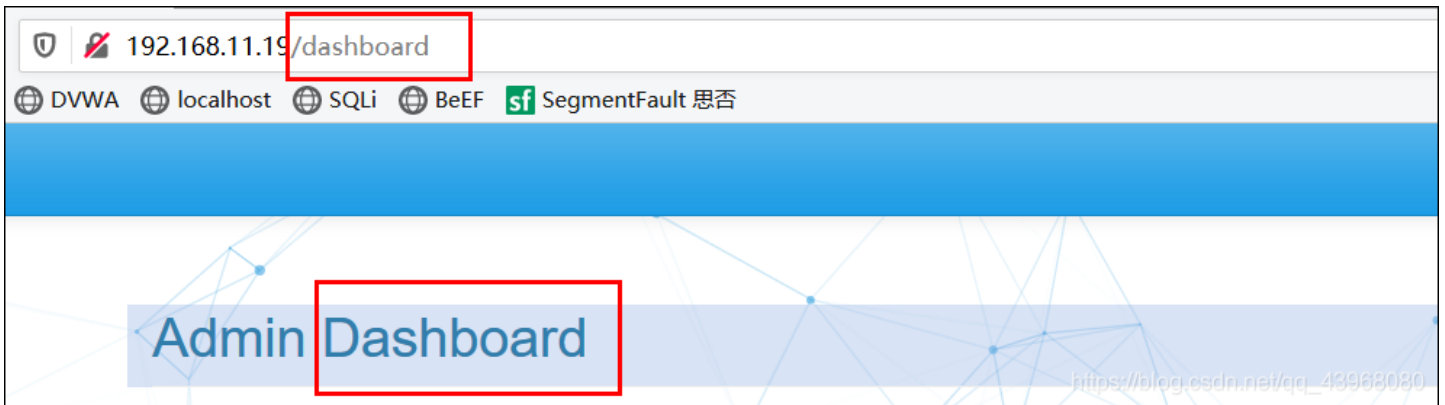 192.168.11.19/dashboard
DVWA localhost SQLi BeEF sf SegmentFault 思否
Admin Dashboard
https://blog.csdn.net/qq_43968080